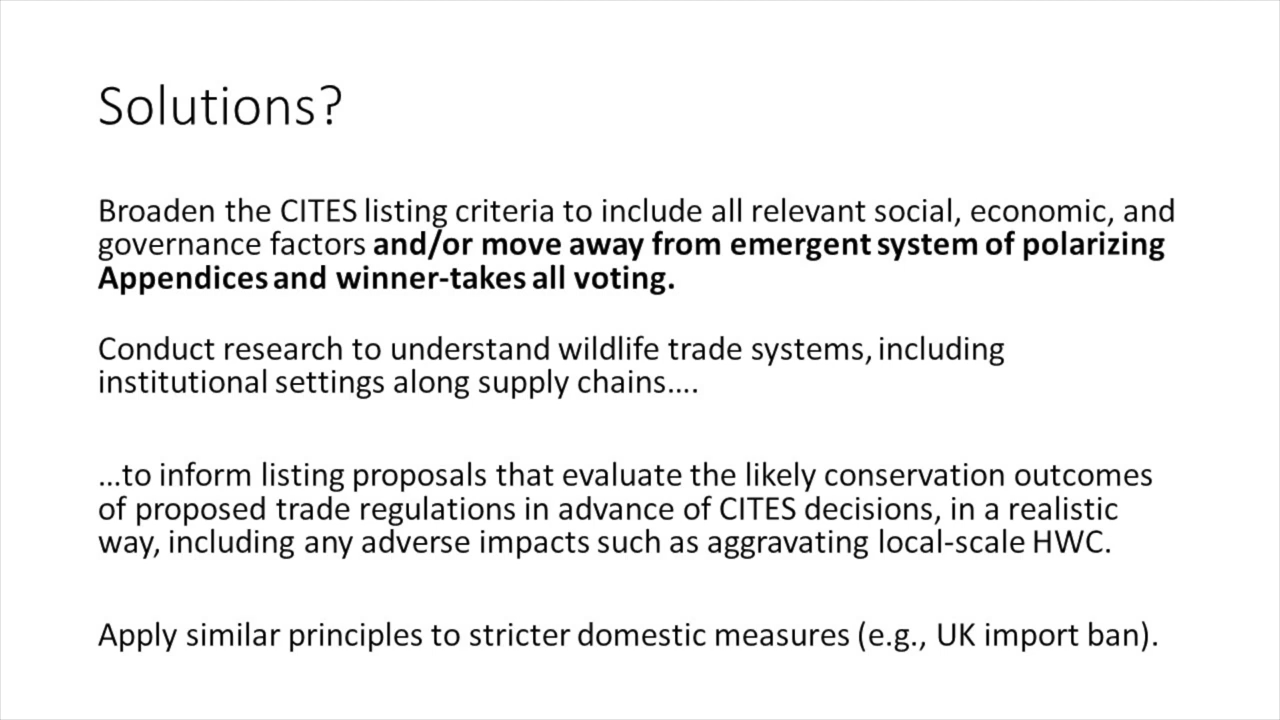 Solutions?
Broaden the CITES listing criteria to include all relevant social, economic, and
governance factors and/or move away from emergent system of polarizing
Appendices and winner-takes all voting.
Conduct research to understand wildlife trade systems, including
institutional settings along supply chains....
...to inform listing proposals that evaluate the likely conservation outcomes
of proposed trade regulations in advance of CITES decisions, in a realistic
way, including any adverse impacts such as aggravating local-scale HWC.
Apply similar principles to stricter domestic measures (e.g., UK import ban).